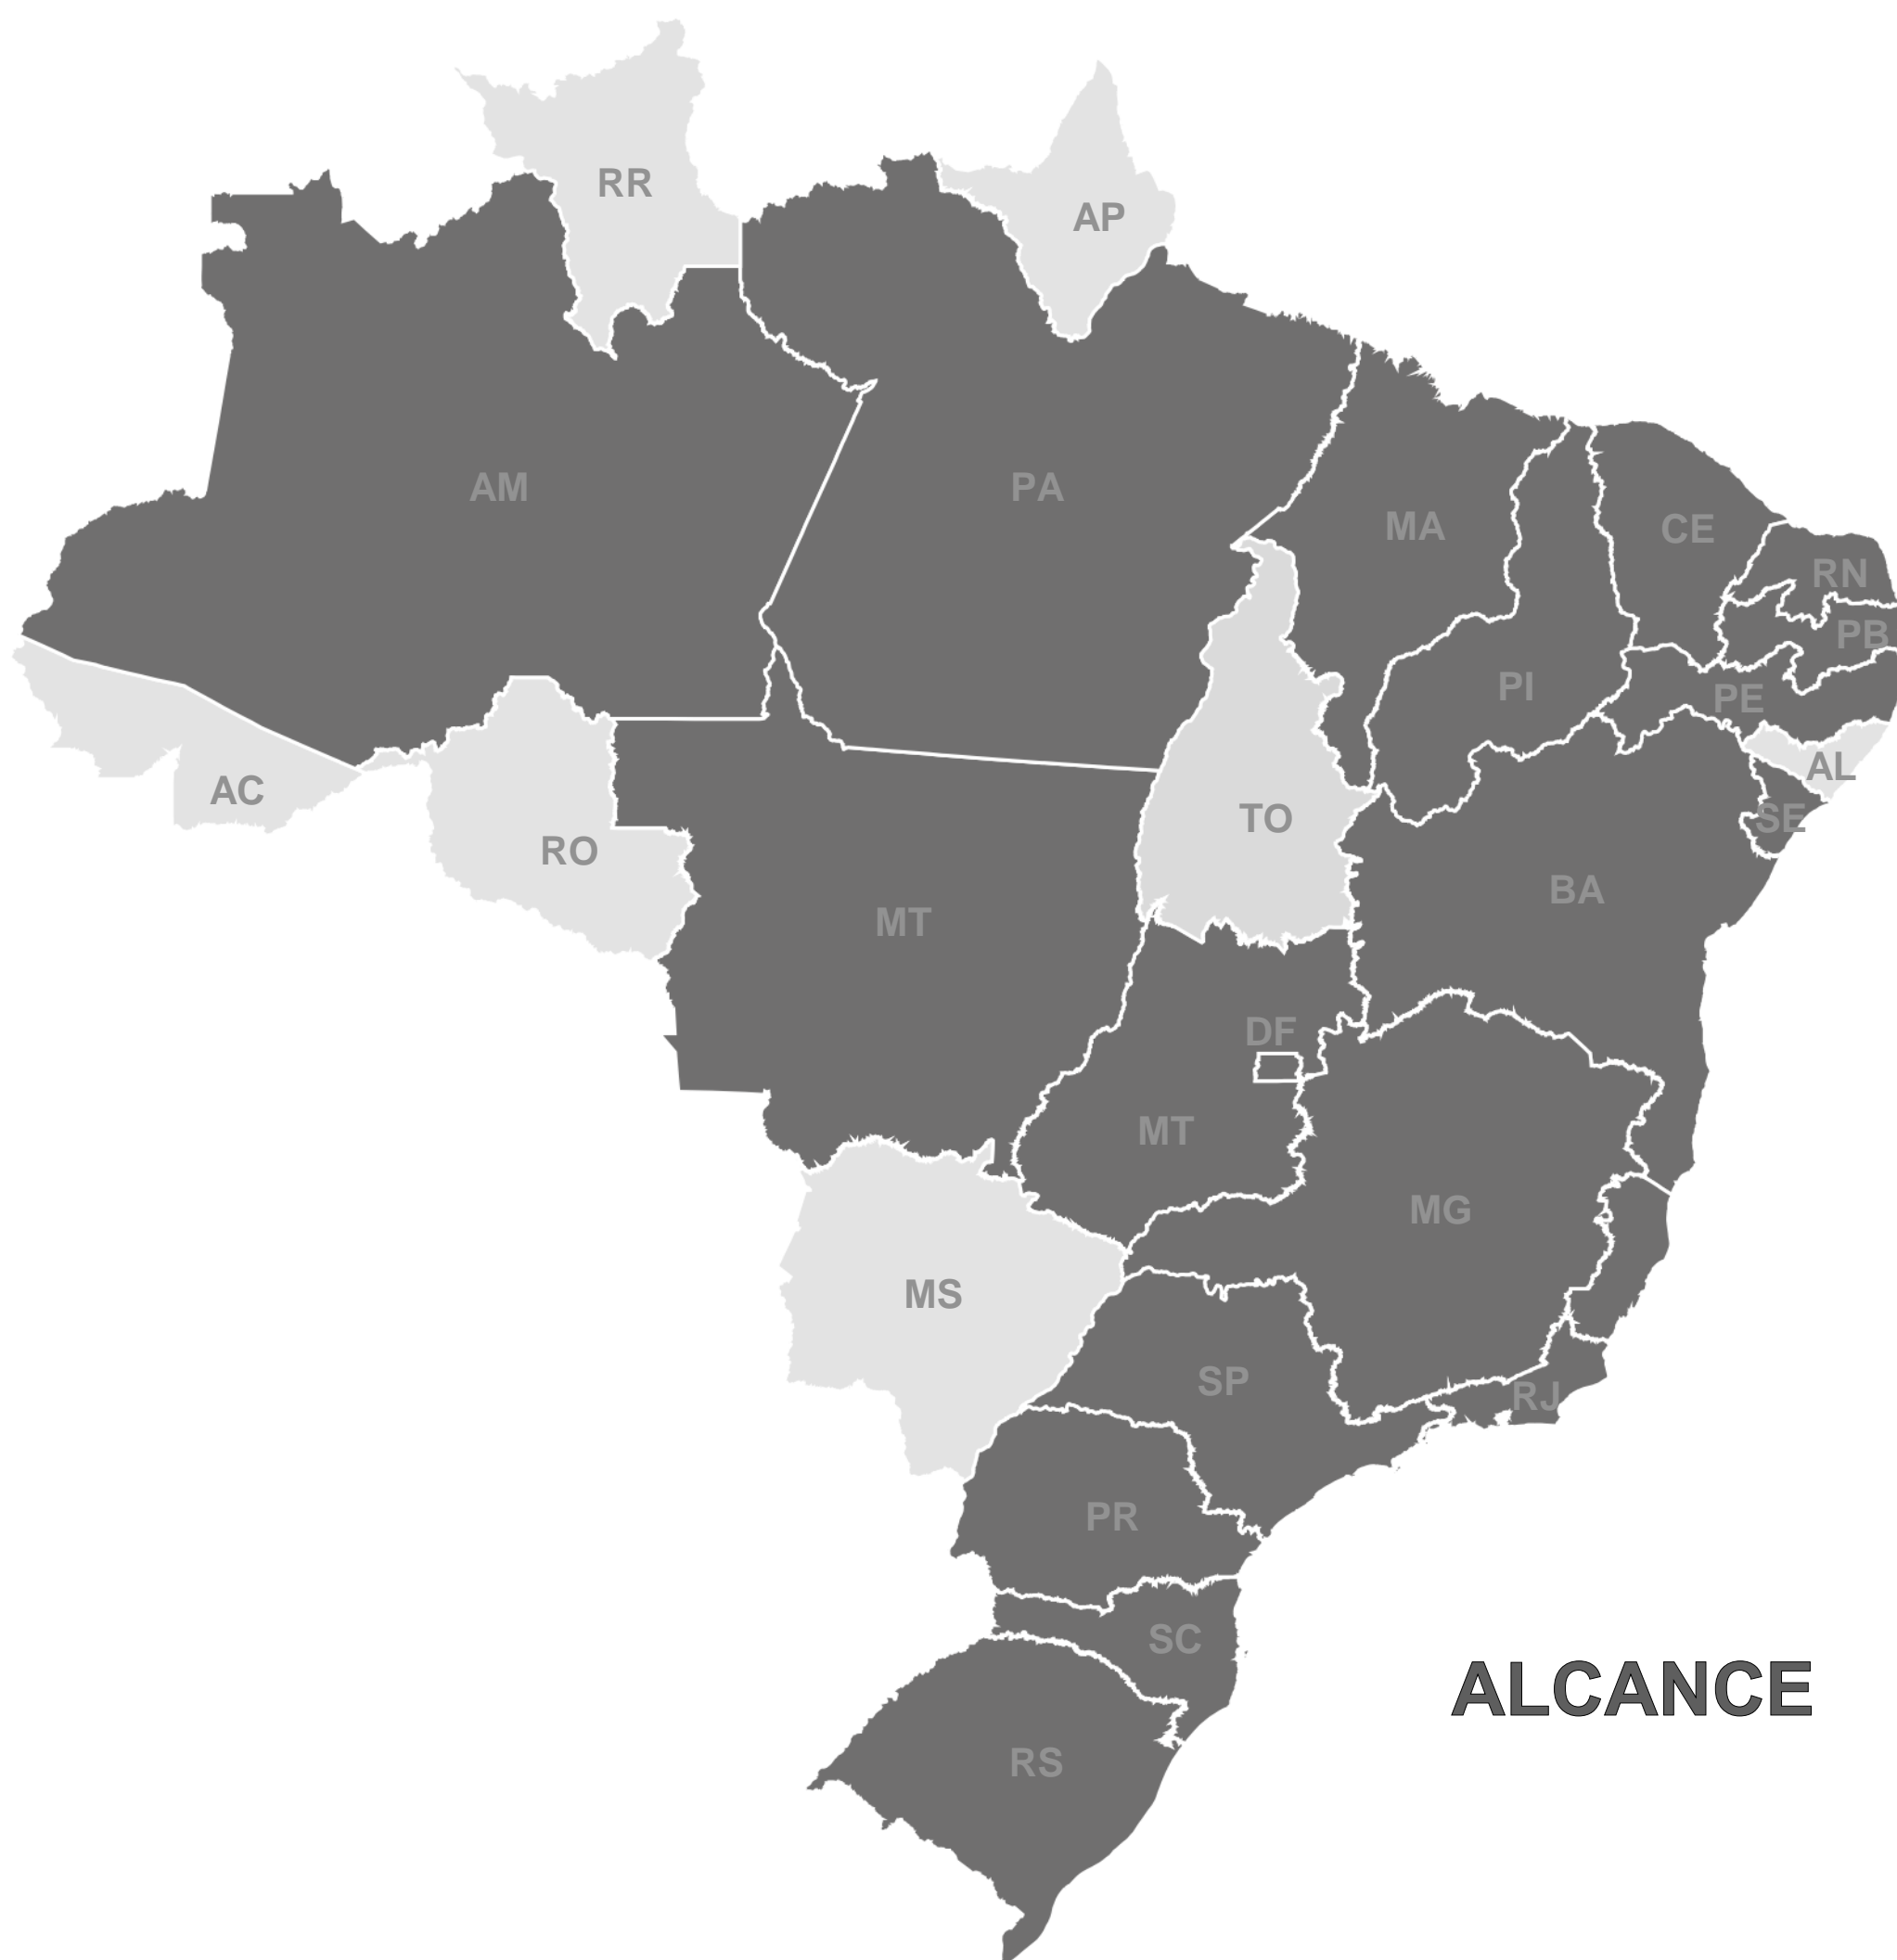 RR
AP
AM
PA
MA
CE
RN
PB
PI
PE
AL
AC
TO
SE
RO
BA
MT
DF
MT
MG
MS
SP
RJ
PR
SC
ALCANCE
RS